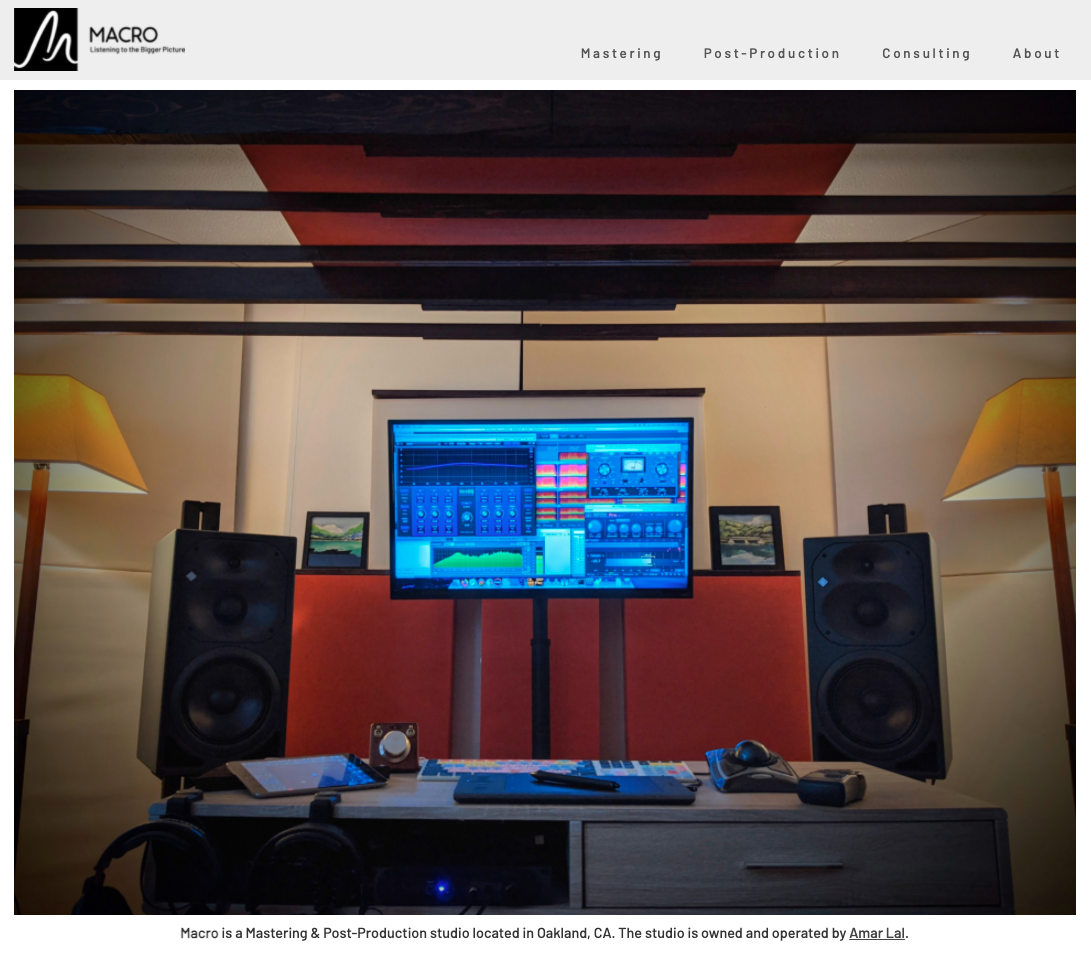 MACRO
Listening to the Bigger Picture
Mastering Post-Production Consulting About
Macro is a Mastering & Post-Production studio located in Oakland, CA. The studio is owned and operated by Amar Lal.